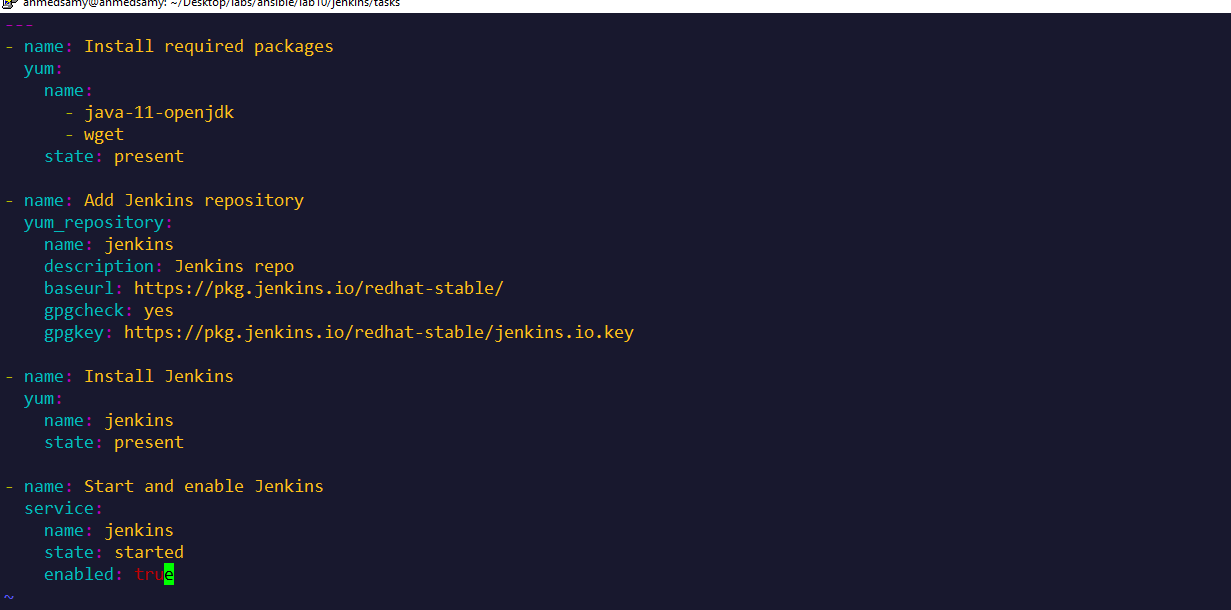 ahmedsamy@ahmedsamy: ~/Desktop/labs/ansible/lab10/jenkins/tasks
---
- name: Install required packages
  yum:
    name:
      - java-11-openjdk
      - wget
    state: present

- name: Add Jenkins repository
  yum_repository:
    name: jenkins
    description: Jenkins repo
    baseurl: https://pkg.jenkins.io/redhat-stable/
    gpgcheck: yes
    gpgkey: https://pkg.jenkins.io/redhat-stable/jenkins.io.key

- name: Install Jenkins
  yum:
    name: jenkins
    state: present

- name: Start and enable Jenkins
  service:
    name: jenkins
    state: started
    enabled: true
~